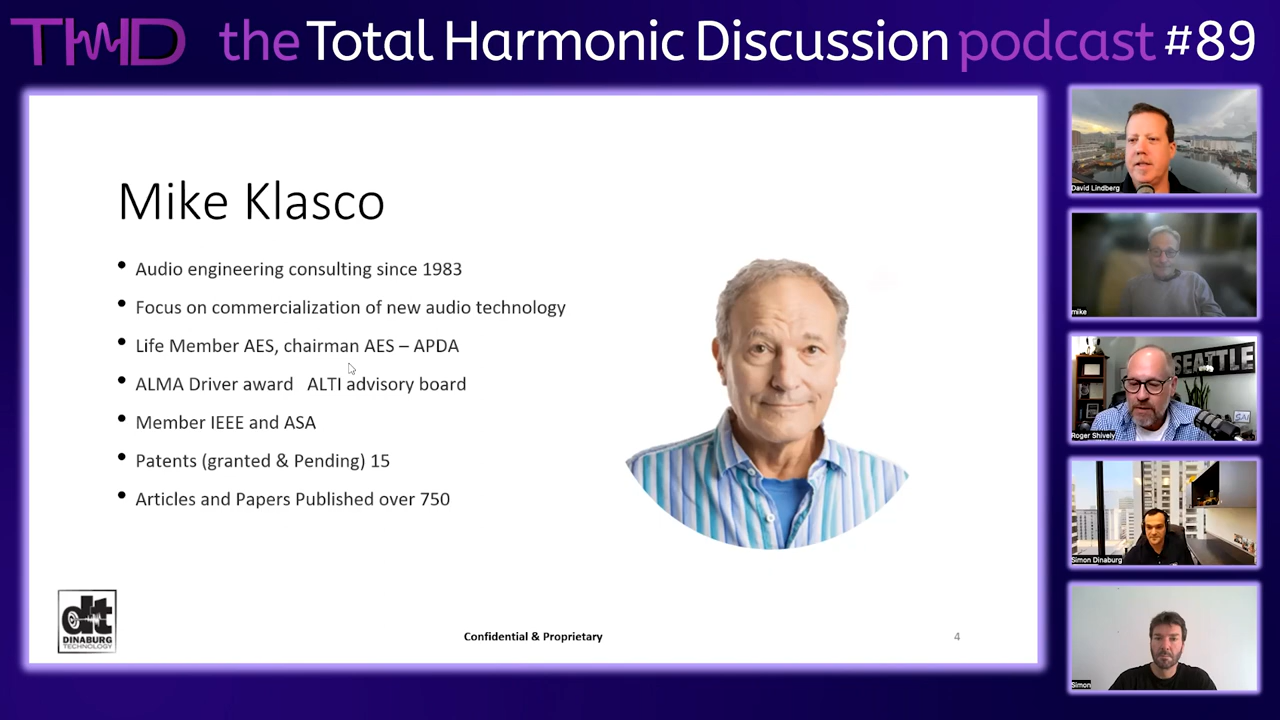 THD the Total Harmonic Discussion podcast #89
Mike Klasco
• Audio engineering consulting since 1983
• Focus on commercialization of new audio technology
• Life Member AES, chairman AES – APDA
• ALMA Driver award ALTI advisory board
• Member IEEE and ASA
• Patents (granted & Pending) 15
• Articles and Papers Published over 750
dt
DINABURG
TECHNOLOGY
Confidential & Proprietary
4
David Lindberg
mike
SEATTLE
SAI
Roger Shively
Simon Dinaburg
Simon